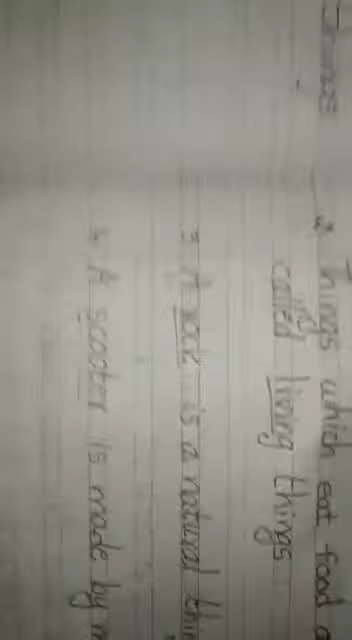 2. Things which eat food
called living things
3. A rock is a natural
4. A scooter is made by